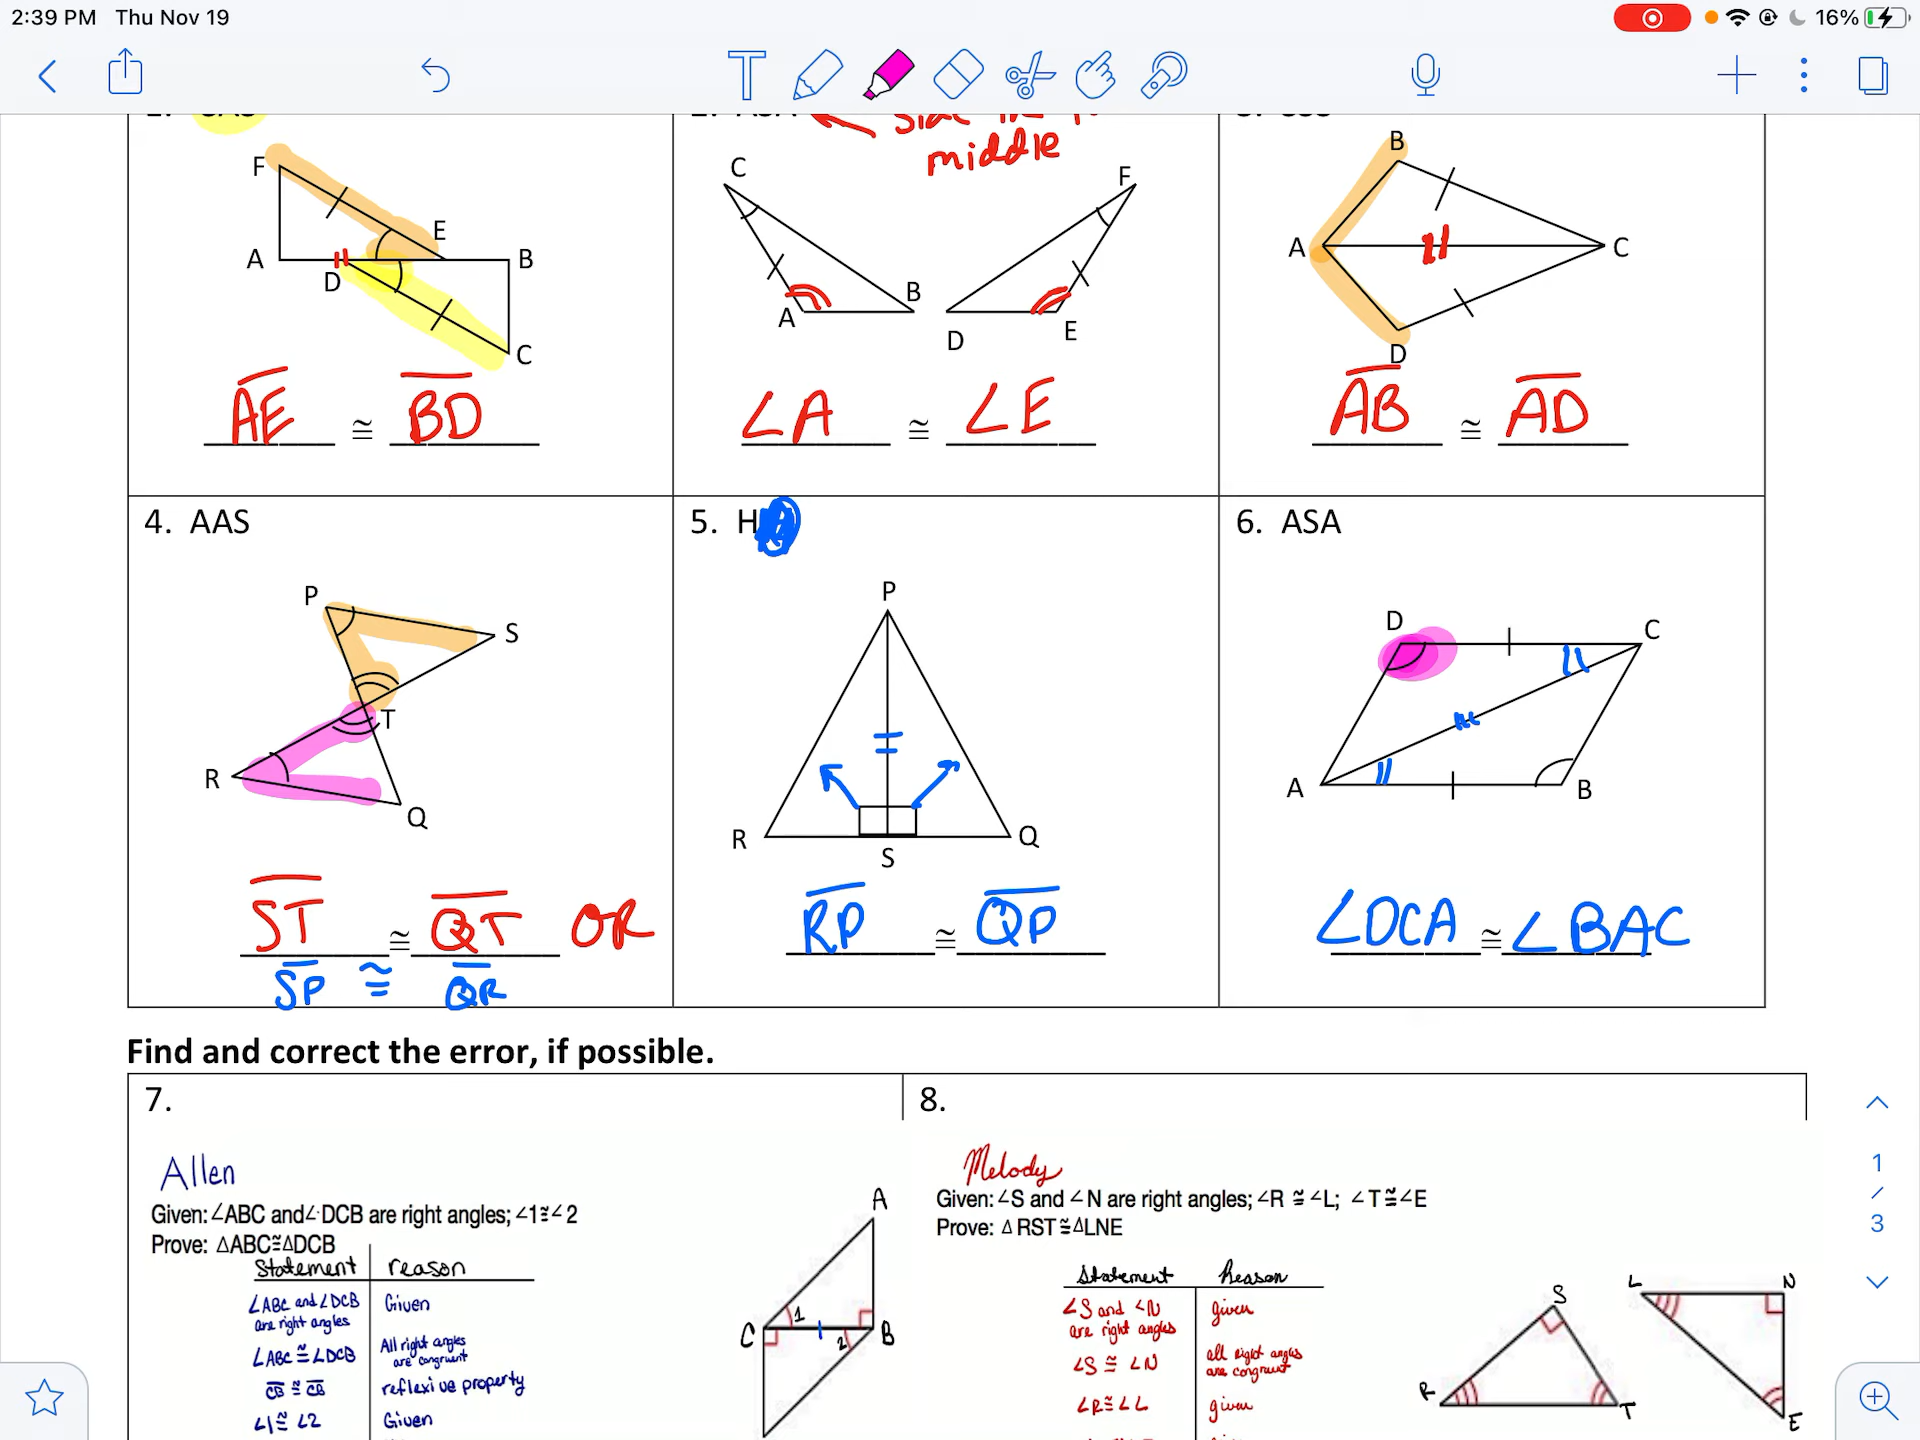 2:39 PM Thu Nov 19
16%
middle
F
E
A
B
D
C
AE ≅ BD
C
F
A
B
D
E
∠A ≅ ∠E
B
A
C
D
AB ≅ AD
4. AAS
P
S
T
R
Q
ST ≅ QT OR
SP ≅ QR
5. H
P
R
S
Q
RP ≅ QP
6. ASA
D
C
A
B
∠DCA ≅ ∠BAC
Find and correct the error, if possible.
7.
Allen
Given: ∠ABC and ∠DCB are right angles; ∠1≅∠2
Prove: △ABC≅△DCB
Statement reason
∠ABC and ∠DCB are right angles
Given
∠ABC ≅ ∠DCB
All right angles are congruent
CB ≅ CB
reflexive property
∠1 ≅ ∠2
Given
A
C
1
2
B
8.
Melody
Given: ∠S and ∠N are right angles; ∠R ≅ ∠L; ∠T≅∠E
Prove: △RST≅△LNE
Statement Reason
∠S and ∠N are right angles
given
∠S ≅ ∠N
all right angles are congruent
∠R≅∠L
given
S
R
T
L
N
E
1
/
3